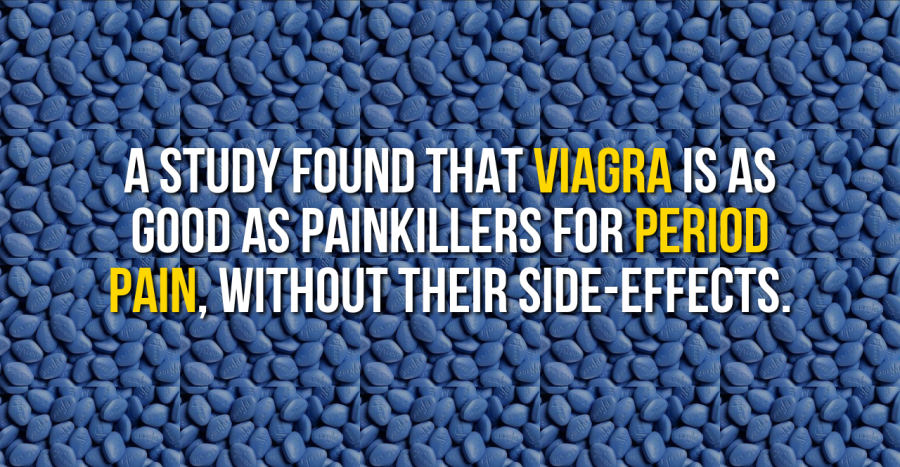 A STUDY FOUND THAT VIAGRA IS AS
GOOD AS PAINKILLERS FOR PERIOD
PAIN, WITHOUT THEIR SIDE-EFFECTS.